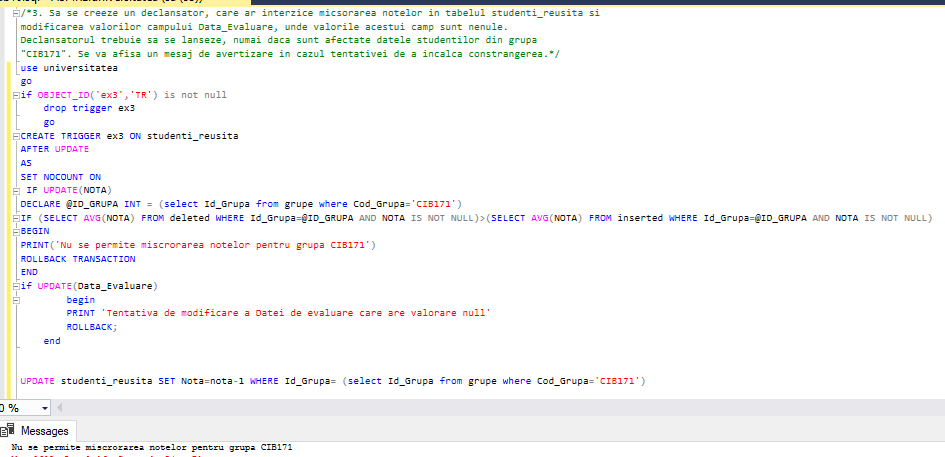 /*3. Sa se creeze un declansator, care ar interzice micsorarea notelor in tabelul studenti_reusita si
modificarea valorilor campului Data_Evaluare, unde valorile acestui camp sunt nenule.
Declansatorul trebuie sa se lanseze, numai daca sunt afectate datele studentilor din grupa
"CIB171". Se va afisa un mesaj de avertizare in cazul tentativei de a incalca constrangerea.*/
use universitatea
go
if OBJECT_ID('ex3','TR') is not null
drop trigger ex3
go
CREATE TRIGGER ex3 ON studenti_reusita
AFTER UPDATE
AS
SET NOCOUNT ON
IF UPDATE(NOTA)
DECLARE @ID_GRUPA INT = (select Id_Grupa from grupe where Cod_Grupa='CIB171')
IF (SELECT AVG(NOTA) FROM deleted WHERE Id_Grupa=@ID_GRUPA AND NOTA IS NOT NULL)>(SELECT AVG(NOTA) FROM inserted WHERE Id_Grupa=@ID_GRUPA AND NOTA IS NOT NULL)
BEGIN
PRINT('Nu se permite miscrorarea notelor pentru grupa CIB171')
ROLLBACK TRANSACTION
END
if UPDATE(Data_Evaluare)
begin
PRINT 'Tentativa de modificare a Datei de evaluare care are valorare null'
ROLLBACK;
end
UPDATE studenti_reusita SET Nota=nota-1 WHERE Id_Grupa= (select Id_Grupa from grupe where Cod_Grupa='CIB171')
0 %
Messages
Nu se permite miscrorarea notelor pentru grupa CIB171